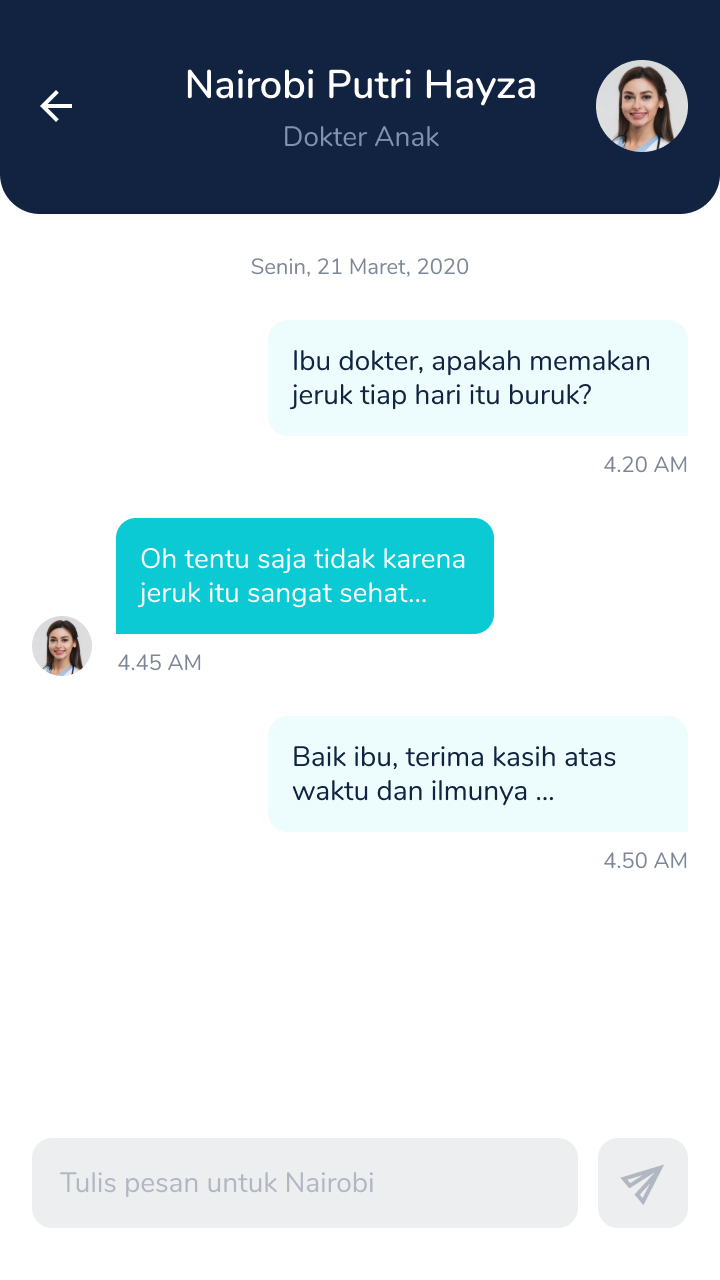 Nairobi Putri Hayza
Dokter Anak
Senin, 21 Maret, 2020
Ibu dokter, apakah memakan
jeruk tiap hari itu buruk?
4.20 AM
Oh tentu saja tidak karena
jeruk itu sangat sehat...
4.45 AM
Baik ibu, terima kasih atas
waktu dan ilmunya ...
4.50 AM
Tulis pesan untuk Nairobi